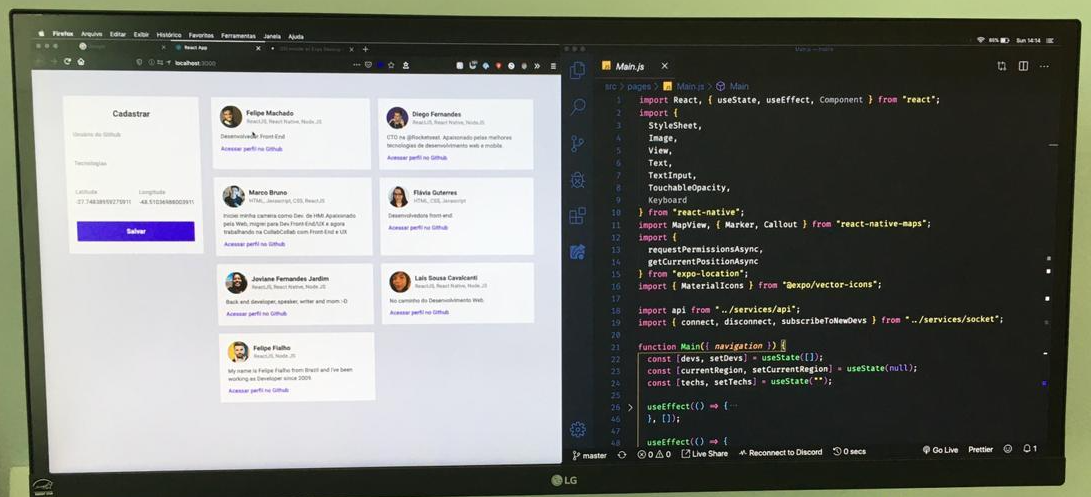 Firefox Arquivo Editar Exibir Histórico Favoritos Ferramentas Janela Ajuda
React App
localhost:3000
Cadastrar
Usuário do Github
Tecnologias
Latitude Longitude
Salvar
Felipe Machado
ReactJS, React Native, Node.JS
Desenvolvedor Front-End
Acessar perfil no Github
Diego Fernandes
ReactJS, React Native, Node.JS
CTO na @Rocketseat. Apaixonado pelas melhores
tecnologias de desenvolvimento web e mobile.
Acessar perfil no Github
Marco Bruno
HTML, Javascript, CSS, ReactJS
Iniciei minha carreira como Dev. de HM. Apaixonado
pela Web, migrei para Dev Front-End/UX e agora
trabalhando na CollabCollab com Front-End e UX
Acessar perfil no Github
Flávia Guterres
HTML, Javascript, CSS, ReactJS
Desenvolvedora front-end.
Acessar perfil no Github
Joviane Fernandes Jardim
ReactJS, React Native, Node.JS
Back end developer, speaker, writer and mom :-D
Acessar perfil no Github
Laís Sousa Cavalcanti
ReactJS, React Native, Node.JS
No caminho do Desenvolvimento Web.
Acessar perfil no Github
Felipe Fialho
ReactJS, Node.JS
My name is Felipe Fialho from Brazil and I've been
working as Developer since 2009.
Acessar perfil no Github
Sun 14:14
Main.js
src > pages > Main.js > Main
1 import React, { useState, useEffect, Component } from "react";
2 import {
3 StyleSheet,
4 Image,
5 View,
6 Text,
7 TextInput,
8 TouchableOpacity,
9 Keyboard
10 } from "react-native";
11 import MapView, { Marker, Callout } from "react-native-maps";
12 import {
13 requestPermissionsAsync,
14 getCurrentPositionAsync
15 } from "expo-location";
16 import { MaterialIcons } from "@expo/vector-icons";
17
18 import api from "../services/api";
19 import { connect, disconnect, subscribeToNewDevs } from "../services/socket";
20
21 function Main({ navigation }) {
22 const [devs, setDevs] = useState([]);
23 const [currentRegion, setCurrentRegion] = useState(null);
24 const [techs, setTechs] = useState("");
25
26 useEffect(() => {…
46 }, []);
47
48 useEffect(() => {
master 0 0 Live Share Reconnect to Discord 0 secs Go Live Prettier 1
LG